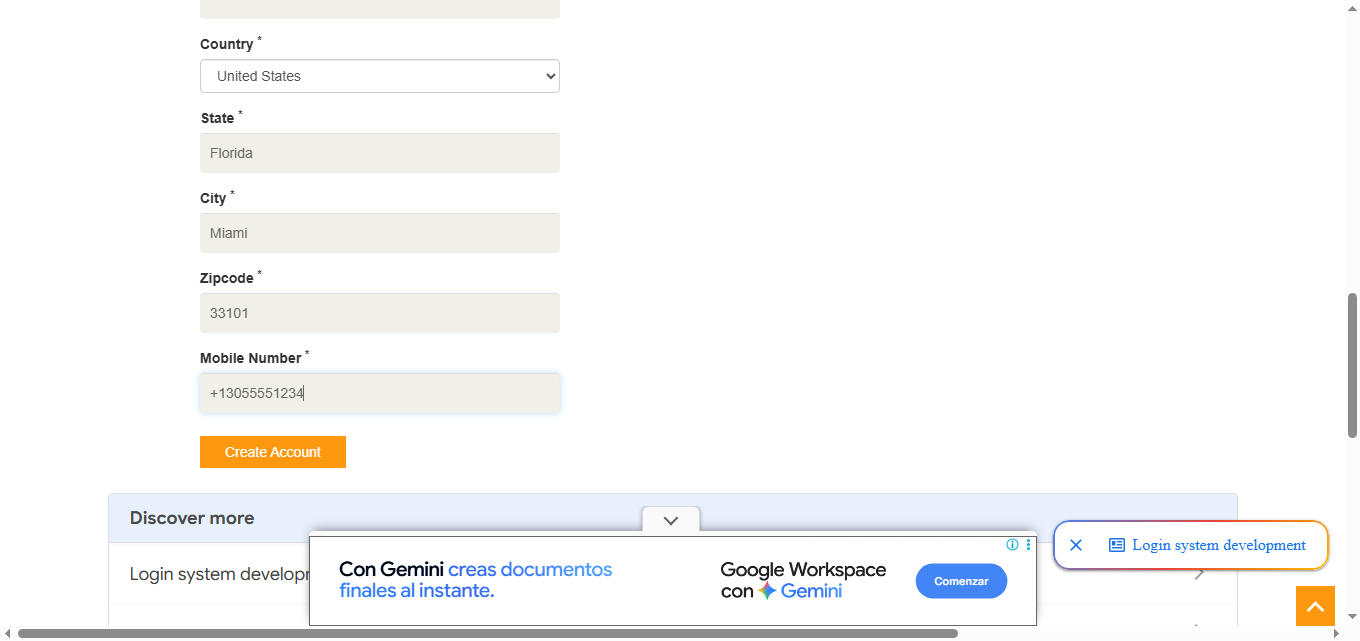 Country *
United States
State *
Florida
City *
Miami
Zipcode *
33101
Mobile Number *
+13055551234
Create Account
Discover more
Login system develop
Con Gemini creas documentos
finales al instante.
Google Workspace
con Gemini
Comenzar
Login system development